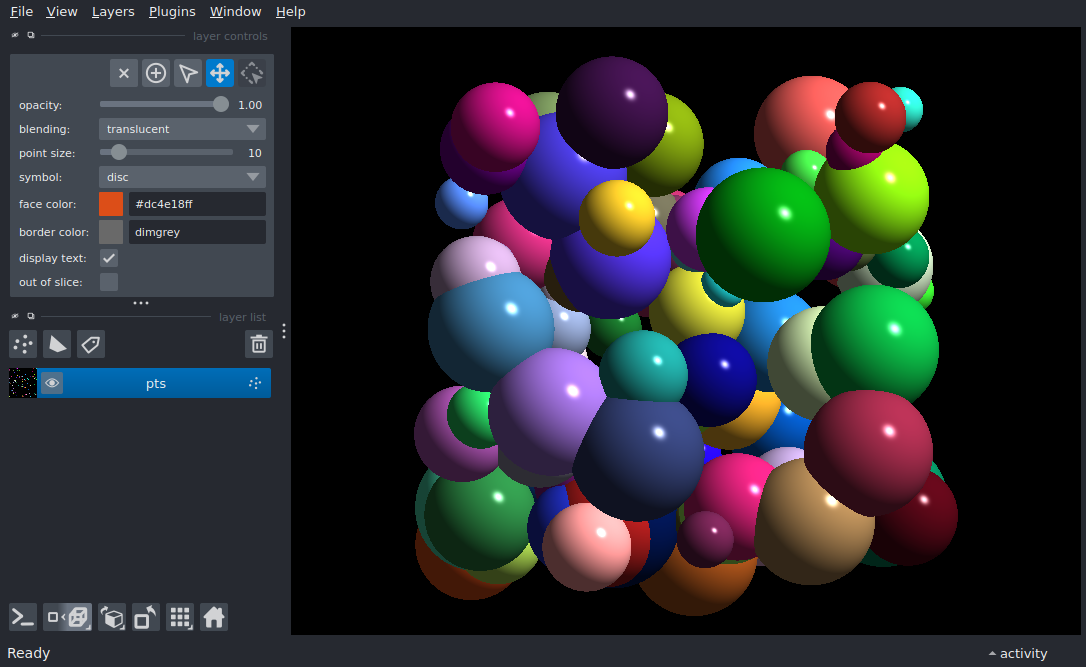 File View Layers Plugins Window Help
layer controls
opacity: 1.00
blending: translucent
point size: 10
symbol: disc
face color: #dc4e18ff
border color: dimgrey
display text:
out of slice:
layer list
pts
Ready activity